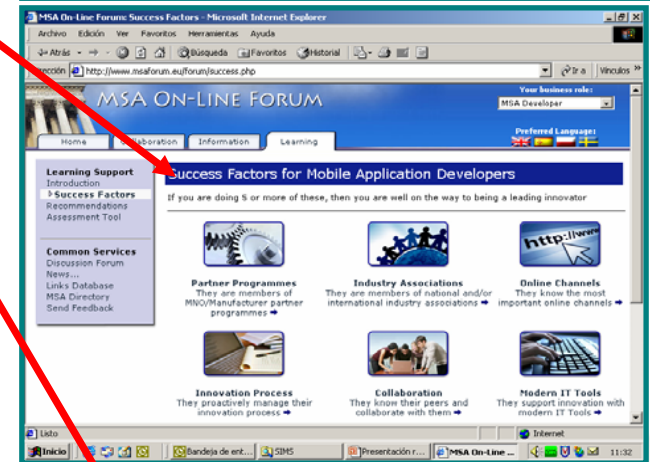 MSA On-Line Forum: Success Factors - Microsoft Internet Explorer
Archivo Edición Ver Favoritos Herramientas Ayuda
Atrás Búsqueda Favoritos Historial
http://www.msaforum.eu/forum/success.php Ir a Vínculos »
MSA ON-LINE FORUM
Your business role:
MSA Developer
Preferred Language:
Home Information Learning
Learning Support
Introduction
Success Factors
Recommendations
Assessment Tool
Common Services
Discussion Forum
News...
Links Database
MSA Directory
Send Feedback
Success Factors for Mobile Application Developers
If you are doing 5 or more of these, then you are well on the way to being a leading innovator
http://www
Partner Programmes
They are members of
MNO/Manufacturer partner
programmes ➡
Industry Associations
They are members of national and/or
international industry associations ➡
Online Channels
They know the most
important online channels ➡
Innovation Process
They proactively manage their
innovation process ➡
Collaboration
They know their peers and
collaborate with them ➡
Modern IT Tools
They support innovation with
modern IT Tools ➡
Listo Internet
Inicio Bandeja de ent... SIMS Presentación r... MSA On-Line ... 11:32